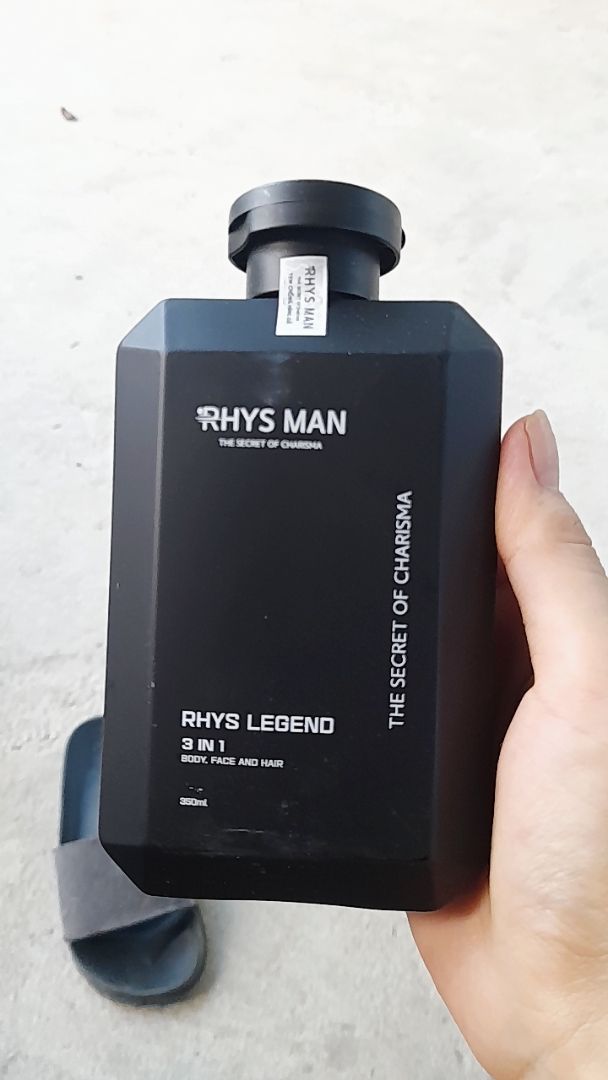 RHYS MAN
RHYS MAN
THE SECRET OF CHARISMA
THE SECRET OF CHARISMA
RHYS LEGEND
3 IN 1
BODY, FACE AND HAIR
350ml